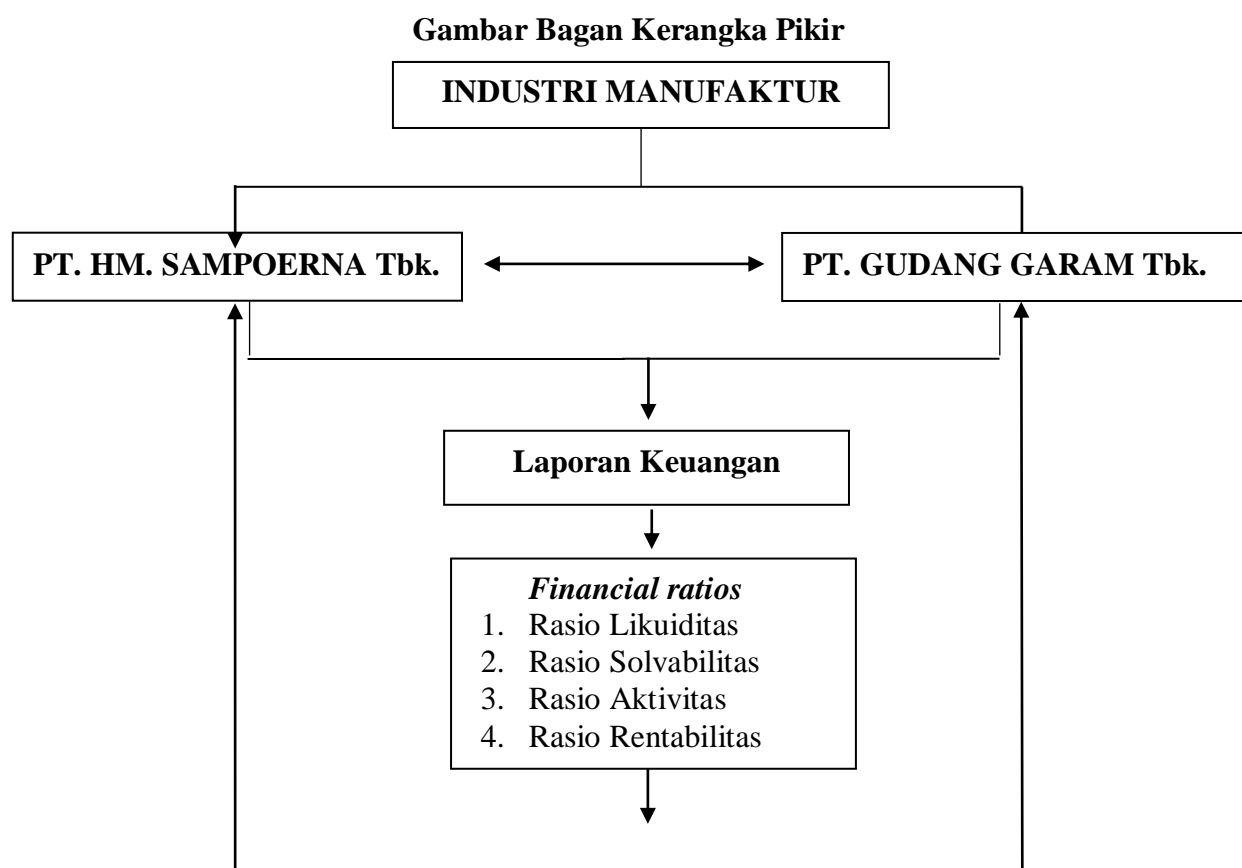 Gambar Bagan Kerangka Pikir
INDUSTRI MANUFAKTUR
PT. HM. SAMPOERNA Tbk.
PT. GUDANG GARAM Tbk.
Laporan Keuangan
Financial ratios
1. Rasio Likuiditas
2. Rasio Solvabilitas
3. Rasio Aktivitas
4. Rasio Rentabilitas